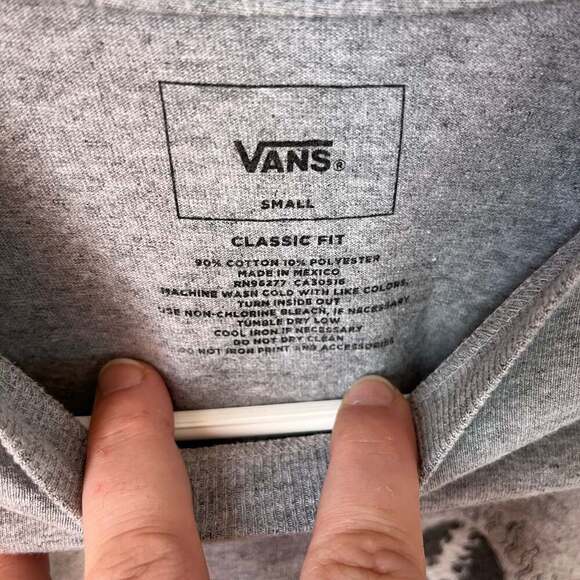 VANS®
SMALL
CLASSIC FIT
90% COTTON 10% POLYESTER
MADE IN MEXICO
RN96277 CA30516
MACHINE WASH COLD WITH LIKE COLORS,
TURN INSIDE OUT
USE NON-CHLORINE BLEACH, IF NECESSARY
TUMBLE DRY LOW
COOL IRON IF NECESSARY
DO NOT DRY CLEAN
DO NOT IRON PRINT AND ACCESSORIES